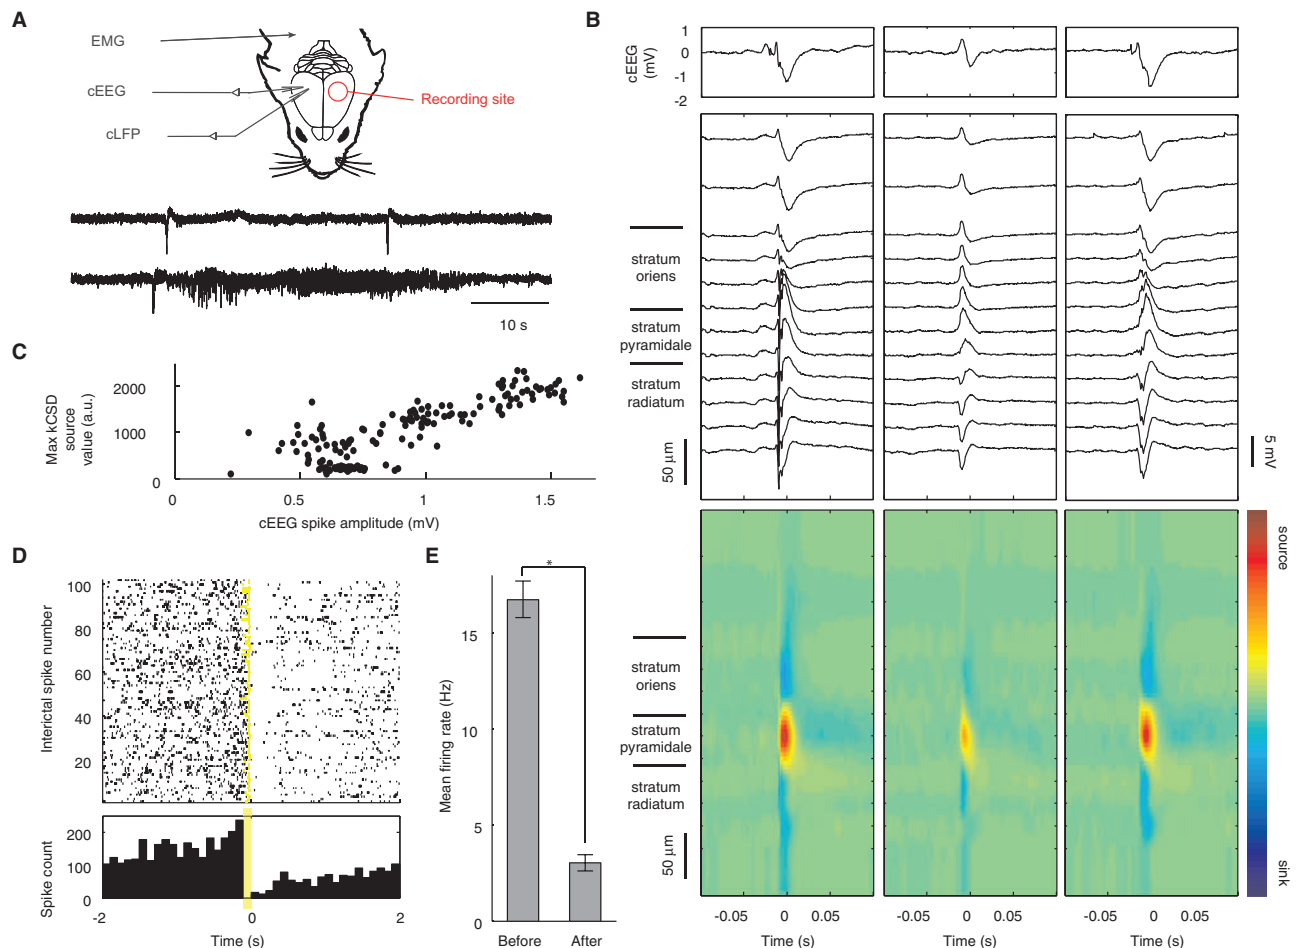 A
EMG
cEEG
cLFP
Recording site
10 s
B
cEEG
(mV)
1
0
-1
-2
stratum
oriens
stratum
pyramidale
stratum
radiatum
50 µm
5 mV
source
sink
stratum
oriens
stratum
pyramidale
stratum
radiatum
50 µm
-0.05 0 0.05
-0.05 0 0.05
-0.05 0 0.05
Time (s)
Time (s)
Time (s)
C
Max kCSD
source
value (a.u.)
2000
1000
0
0 0.5 1 1.5
cEEG spike amplitude (mV)
D
Interictal spike number
100
80
60
40
20
Spike count
200
100
0
-2 0 2
Time (s)
E
*
Mean firing rate (Hz)
15
10
5
0
Before After